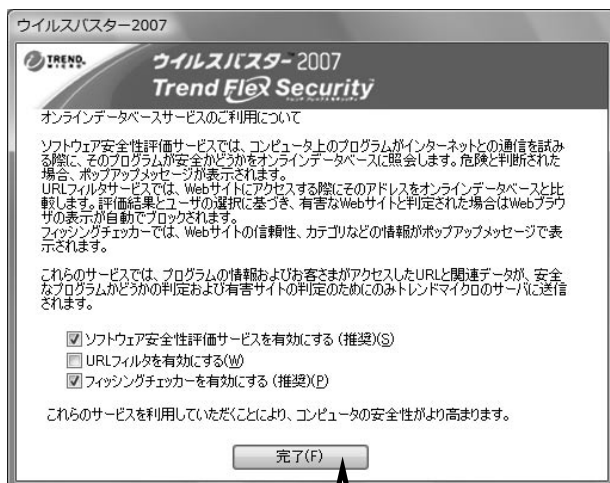 ウイルスバスター2007
TREND
MICRO
ウイルスバスター™2007
Trend Flex Security
トレンド フレックス セキュリティ
オンラインデータベースサービスのご利用について
ソフトウェア安全性評価サービスでは、コンピュータ上のプログラムがインターネットとの通信を試み
る際に、そのプログラムが安全かどうかをオンラインデータベースに照会します。危険と判断された
場合、ポップアップメッセージが表示されます。
URLフィルタサービスでは、Webサイトにアクセスする際にそのアドレスをオンラインデータベースと比
較します。評価結果とユーザの選択に基づき、有害なWebサイトと判定された場合はWebブラウ
ザの表示が自動でブロックされます。
フィッシングチェッカーでは、Webサイトの信頼性、カテゴリなどの情報がポップアップメッセージで表
示されます。
これらのサービスでは、プログラムの情報およびお客さまがアクセスしたURLと関連データが、安全
なプログラムかどうかの判定および有害サイトの判定のためにのみトレンドマイクロのサーバに送信
されます。
ソフトウェア安全性評価サービスを有効にする (推奨)(S)
URLフィルタを有効にする(W)
フィッシングチェッカーを有効にする (推奨)(P)
これらのサービスを利用していただくことにより、コンピュータの安全性がより高まります。
完了(F)